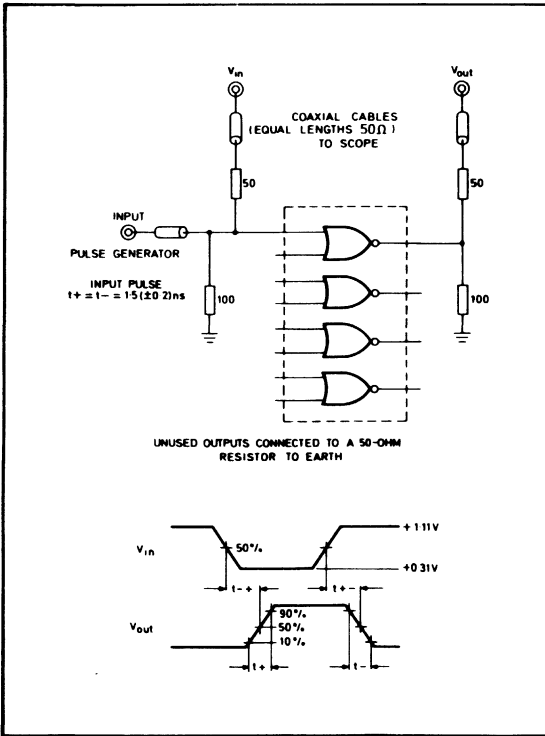 Vin
Vout
COAXIAL CABLES
(EQUAL LENGTHS 50Ω)
TO SCOPE
50
50
INPUT
PULSE GENERATOR
INPUT PULSE
t+ = t− = 1·5(±0·2)ns
100
100
UNUSED OUTPUTS CONNECTED TO A 50-OHM
RESISTOR TO EARTH
Vin
50%
+1·11V
+0·31V
t-+
t+-
Vout
90%
50%
10%
t+
t-